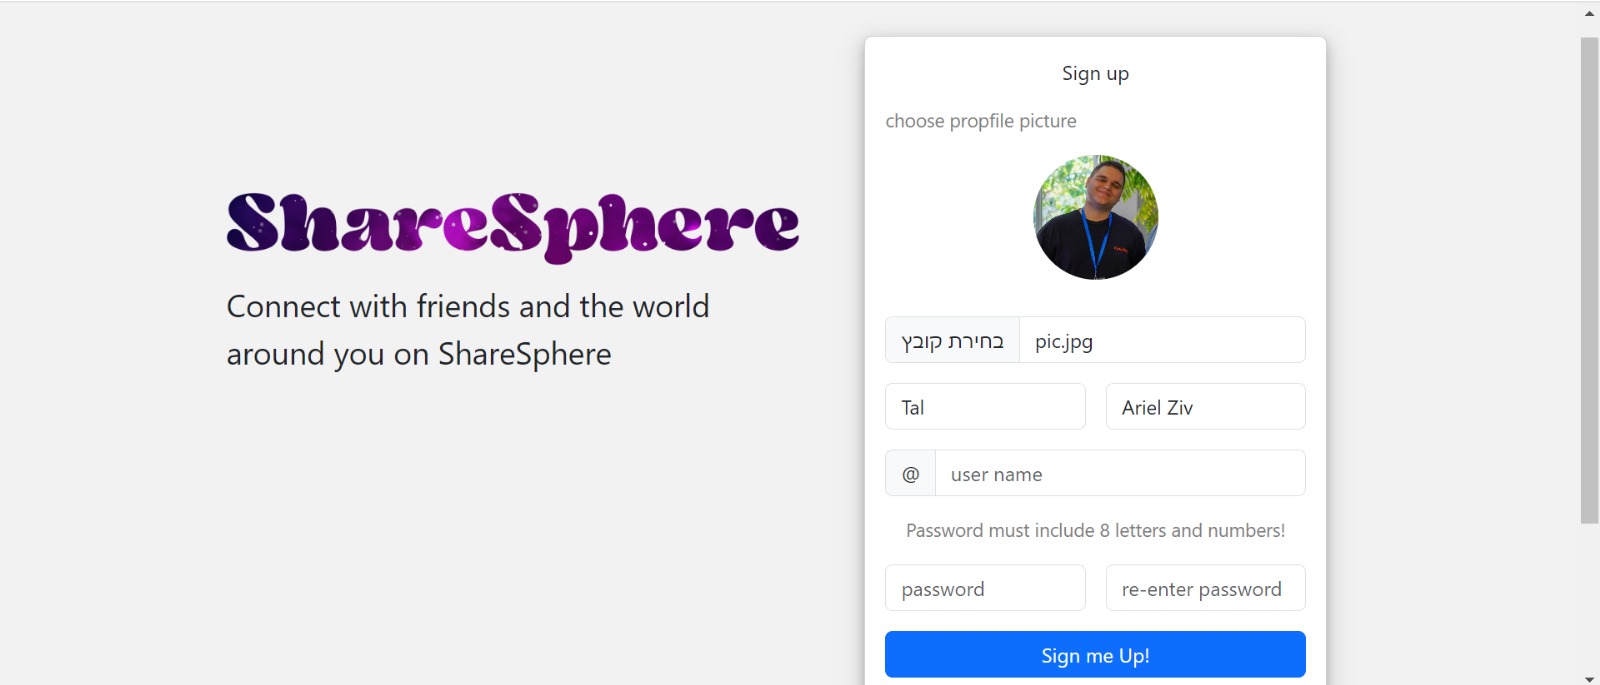 ShareSphere
Connect with friends and the world
around you on ShareSphere
Sign up
choose propfile picture
בחירת קובץ pic.jpg
Tal Ariel Ziv
@ user name
Password must include 8 letters and numbers!
password re-enter password
Sign me Up!